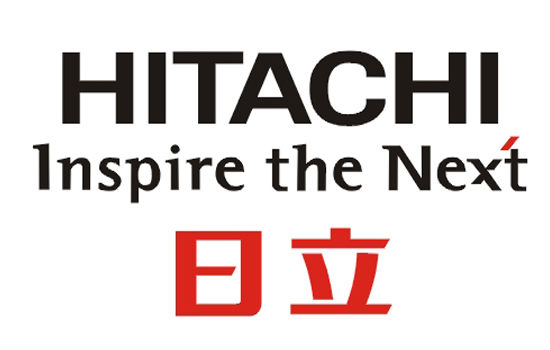 HITACHI
Inspire the Next
日立